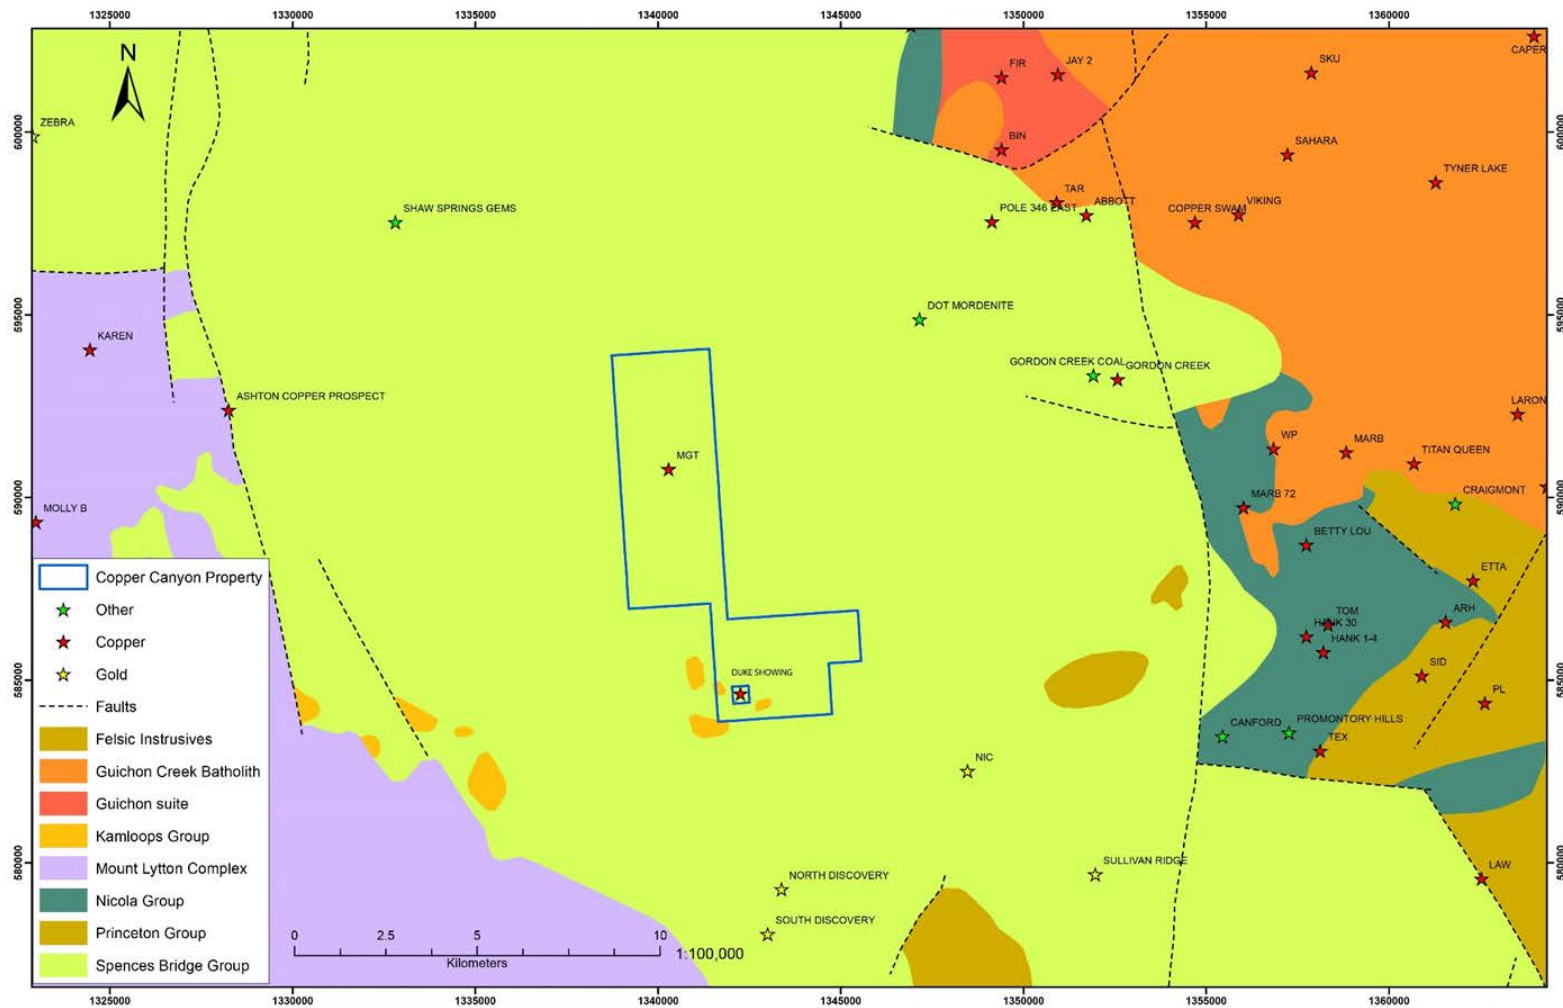 1325000 1330000 1335000 1340000 1345000 1350000 1355000 1360000
N
CAPER
FIR
JAY 2
SKU
ZEBRA
600000
600000
BIN
SAHARA
TYNER LAKE
TAR
SHAW SPRINGS GEMS
POLE 346 EAST
ABBOTT
COPPER SWAM
VIKING
DOT MORDENITE
595000
595000
KAREN
GORDON CREEK COAL
GORDON CREEK
ASHTON COPPER PROSPECT
LARON
WP
MARB
TITAN QUEEN
MGT
590000
590000
MOLLY B
MARB 72
CRAIGMONT
BETTY LOU
ETTA
TOM
ARH
HANK 30
HANK 1-4
585000
585000
DUKE SHOWING
SID
PL
CANFORD
PROMONTORY HILLS
TEX
NIC
580000
580000
SULLIVAN RIDGE
LAW
NORTH DISCOVERY
SOUTH DISCOVERY
Copper Canyon Property
Other
Copper
Gold
Faults
Felsic Instrusives
Guichon Creek Batholith
Guichon suite
Kamloops Group
Mount Lytton Complex
Nicola Group
Princeton Group
Spences Bridge Group
0 2.5 5 10
1:100,000
Kilometers
1325000 1330000 1335000 1340000 1345000 1350000 1355000 1360000